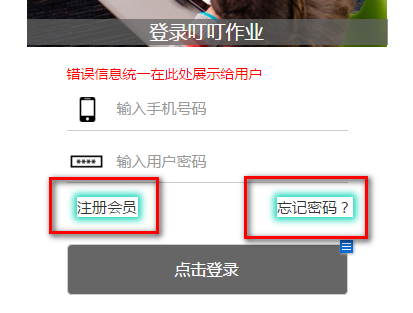 登录叮叮作业
错误信息统一在此处展示给用户
输入手机号码
**** 输入用户密码
注册会员 忘记密码？
点击登录